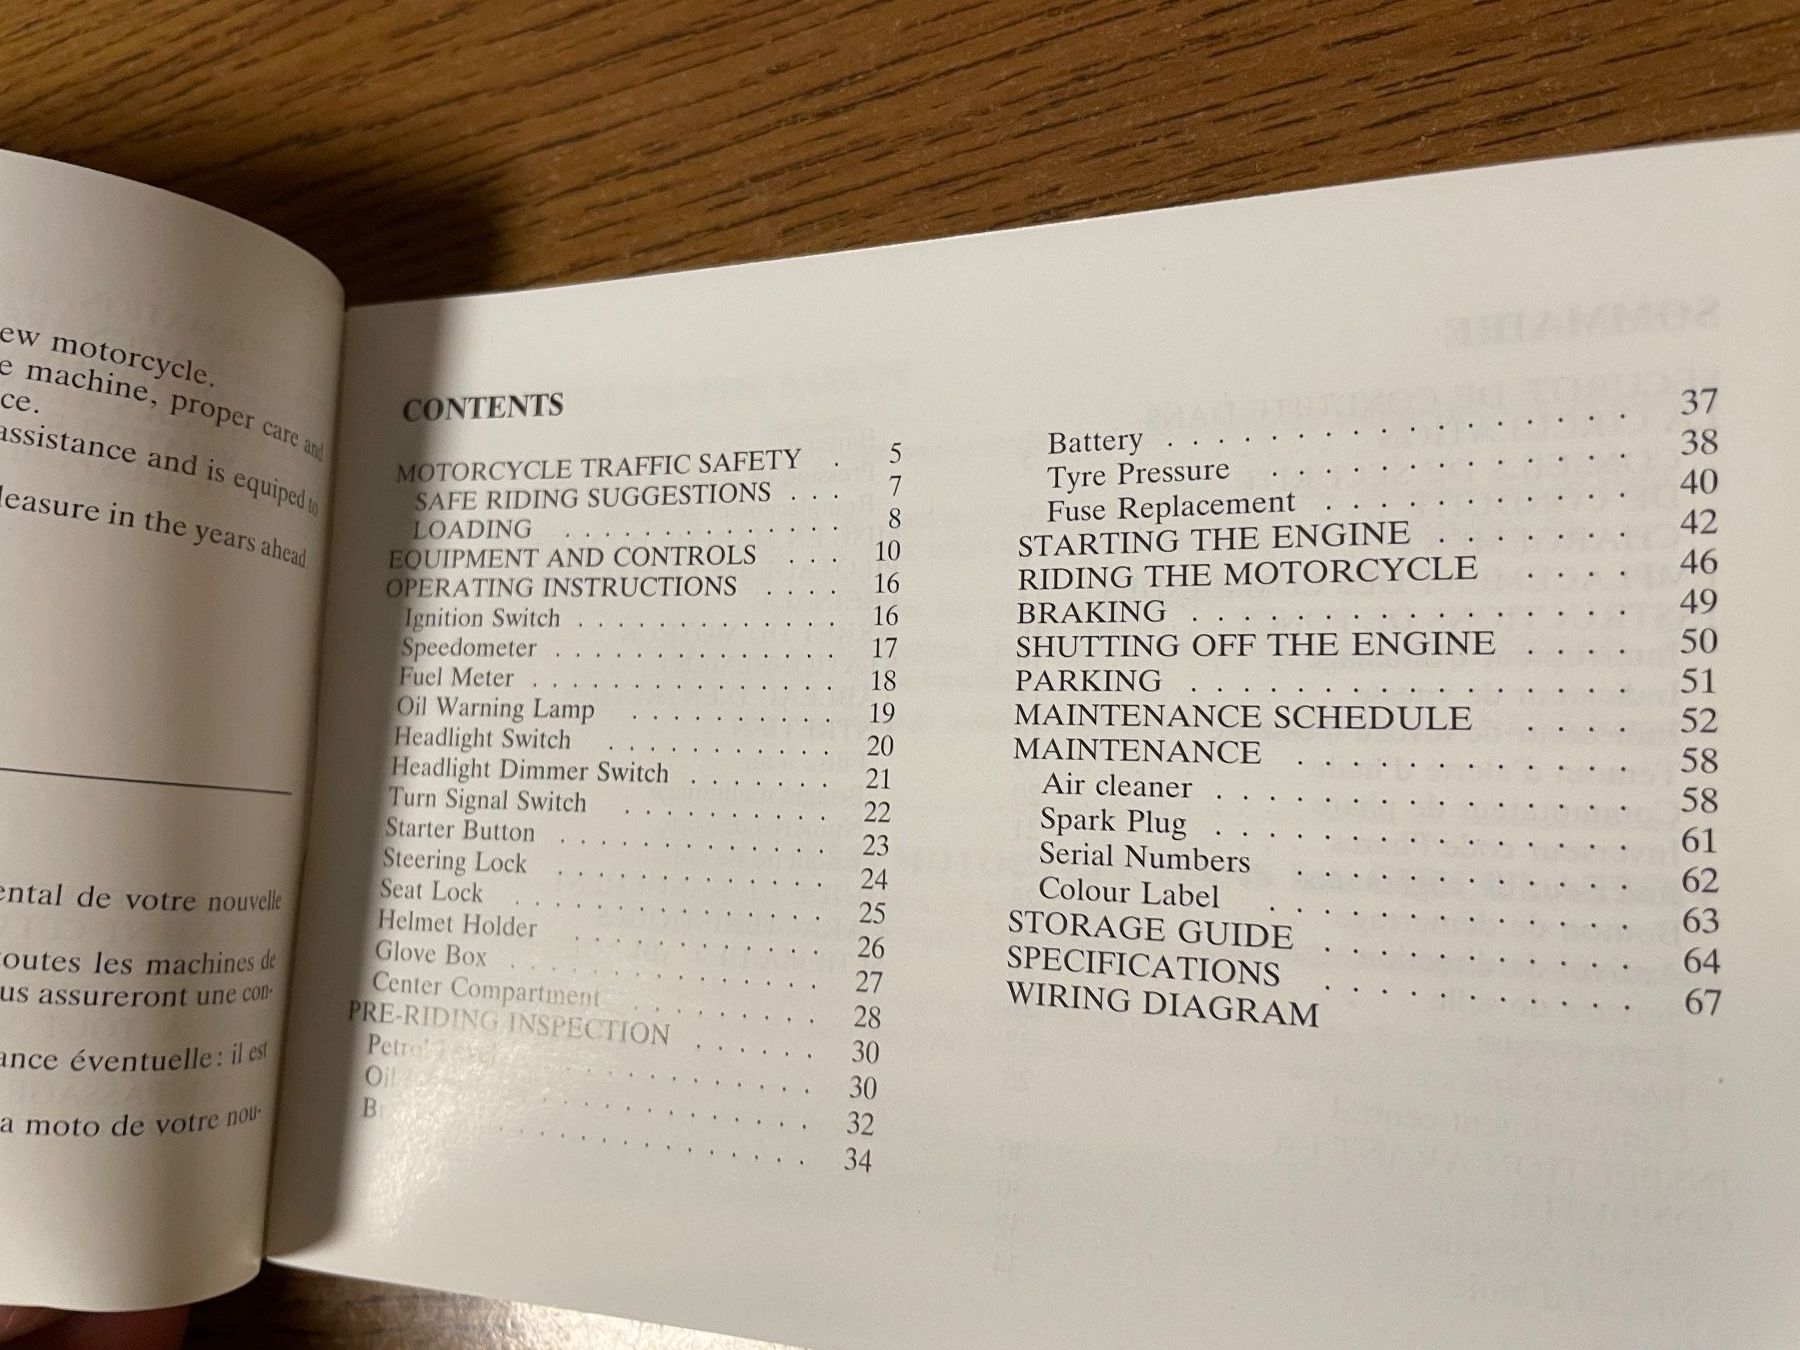 ew motorcycle.
e machine, proper care and
ce.
assistance and is equiped to
leasure in the years ahead.
ental de votre nouvelle
toutes les machines de
us assureront une con-
ance éventuelle: il est
a moto de votre nou-
CONTENTS
MOTORCYCLE TRAFFIC SAFETY . 5
SAFE RIDING SUGGESTIONS . . . 7
LOADING . . . . . . . . . . . 8
EQUIPMENT AND CONTROLS . . . 10
OPERATING INSTRUCTIONS . . . . 16
Ignition Switch . . . . . . . . . . . . . 16
Speedometer . . . . . . . . . . . . . . 17
Fuel Meter . . . . . . . . . . . . . . . 18
Oil Warning Lamp . . . . . . . . . . 19
Headlight Switch . . . . . . . . . . . 20
Headlight Dimmer Switch . . . . . . . 21
Turn Signal Switch . . . . . . . . . . 22
Starter Button . . . . . . . . . . . . . 23
Steering Lock . . . . . . . . . . . . . 24
Seat Lock . . . . . . . . . . . . . . . 25
Helmet Holder . . . . . . . . . . . . 26
Glove Box . . . . . . . . . . . . . . . 27
Center Compartment . . . . . . . . . 28
PRE-RIDING INSPECTION . . . . . . 30
Petrol Level . . . . . . . . . . . . . 30
Oil . . . . . . . . . . . . 32
B . . . . . . . . . . . . . 34
Battery . . . . . . . . . . . . . . . . . . 37
Tyre Pressure . . . . . . . . . . . . . . 38
Fuse Replacement . . . . . . . . . . . . 40
STARTING THE ENGINE . . . . . . . 42
RIDING THE MOTORCYCLE . . . . 46
BRAKING . . . . . . . . . . . . . . . . . 49
SHUTTING OFF THE ENGINE . . . . 50
PARKING . . . . . . . . . . . . . . . . . 51
MAINTENANCE SCHEDULE . . . . 52
MAINTENANCE . . . . . . . . . . . . . 58
Air cleaner . . . . . . . . . . . . . . . . 58
Spark Plug . . . . . . . . . . . . . . . . 61
Serial Numbers . . . . . . . . . . . . . 62
Colour Label . . . . . . . . . . . . . . 63
STORAGE GUIDE . . . . . . . . . . . . 64
SPECIFICATIONS . . . . . . . . . . . . 67
WIRING DIAGRAM